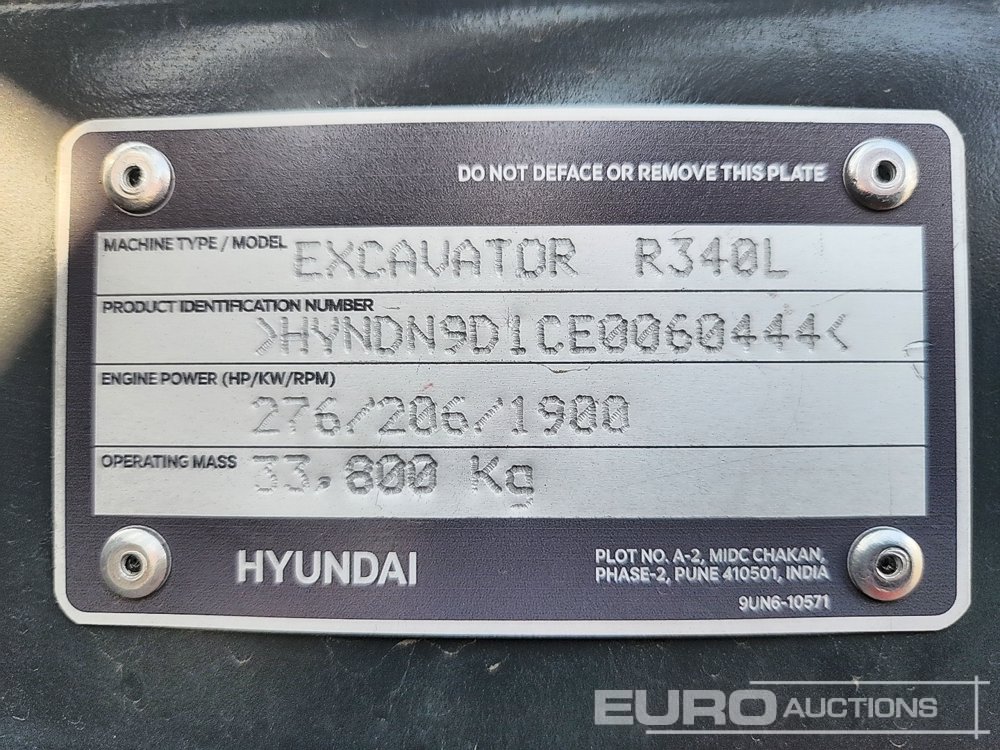 DO NOT DEFACE OR REMOVE THIS PLATE
MACHINE TYPE / MODEL EXCAVATOR R340L
PRODUCT IDENTIFICATION NUMBER
>HYNDN9D1CE0060444<
ENGINE POWER (HP/KW/RPM)
276/206/1900
OPERATING MASS 33,800 Kg
HYUNDAI
PLOT NO. A-2, MIDC CHAKAN,
PHASE-2, PUNE 410501, INDIA
9UN6-10571
EURO AUCTIONS